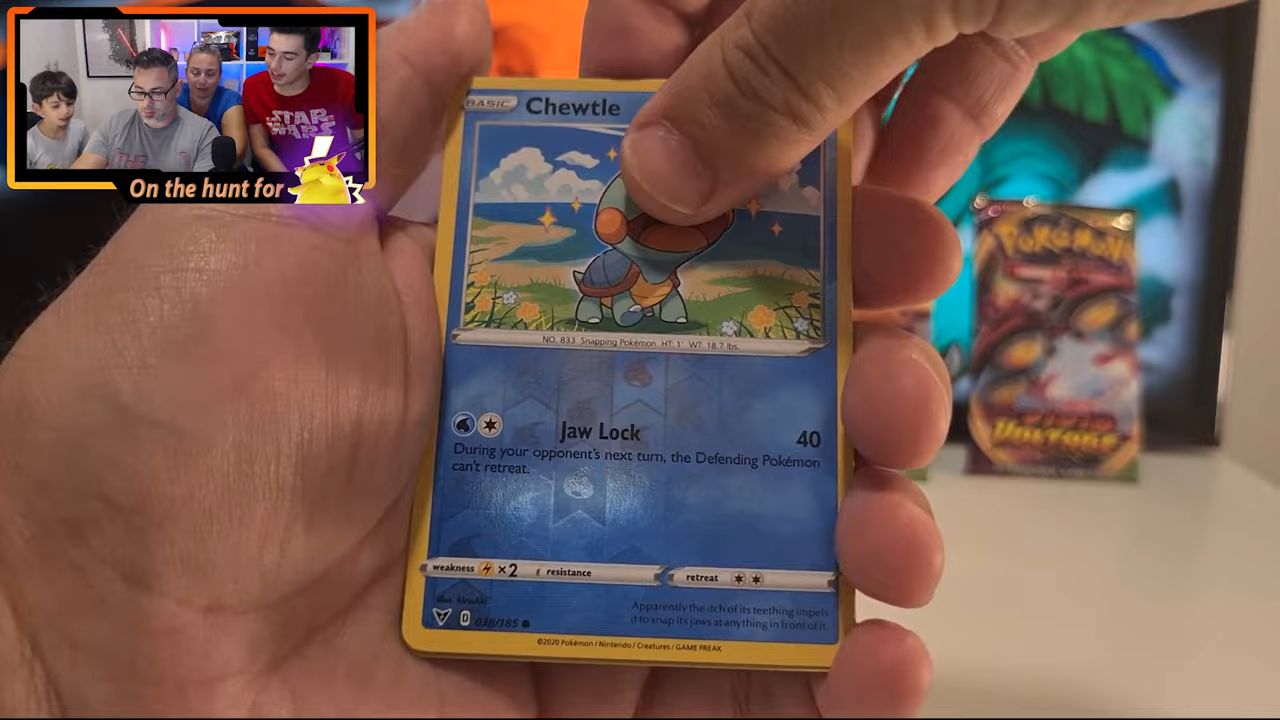 STAR
WARS
On the hunt for
BASIC Chewtle
NO. 833 Snapping Pokémon HT: 1' WT: 18.7 lbs.
Jaw Lock 40
During your opponent's next turn, the Defending Pokémon
can't retreat.
weakness ×2 resistance retreat
Illus. kirisAki
Apparently the itch of its teething impels
it to snap its jaws at anything in front of it.
D 038/185
©2020 Pokémon / Nintendo / Creatures / GAME FREAK
Pokémon
VIVID
VOLTAGE